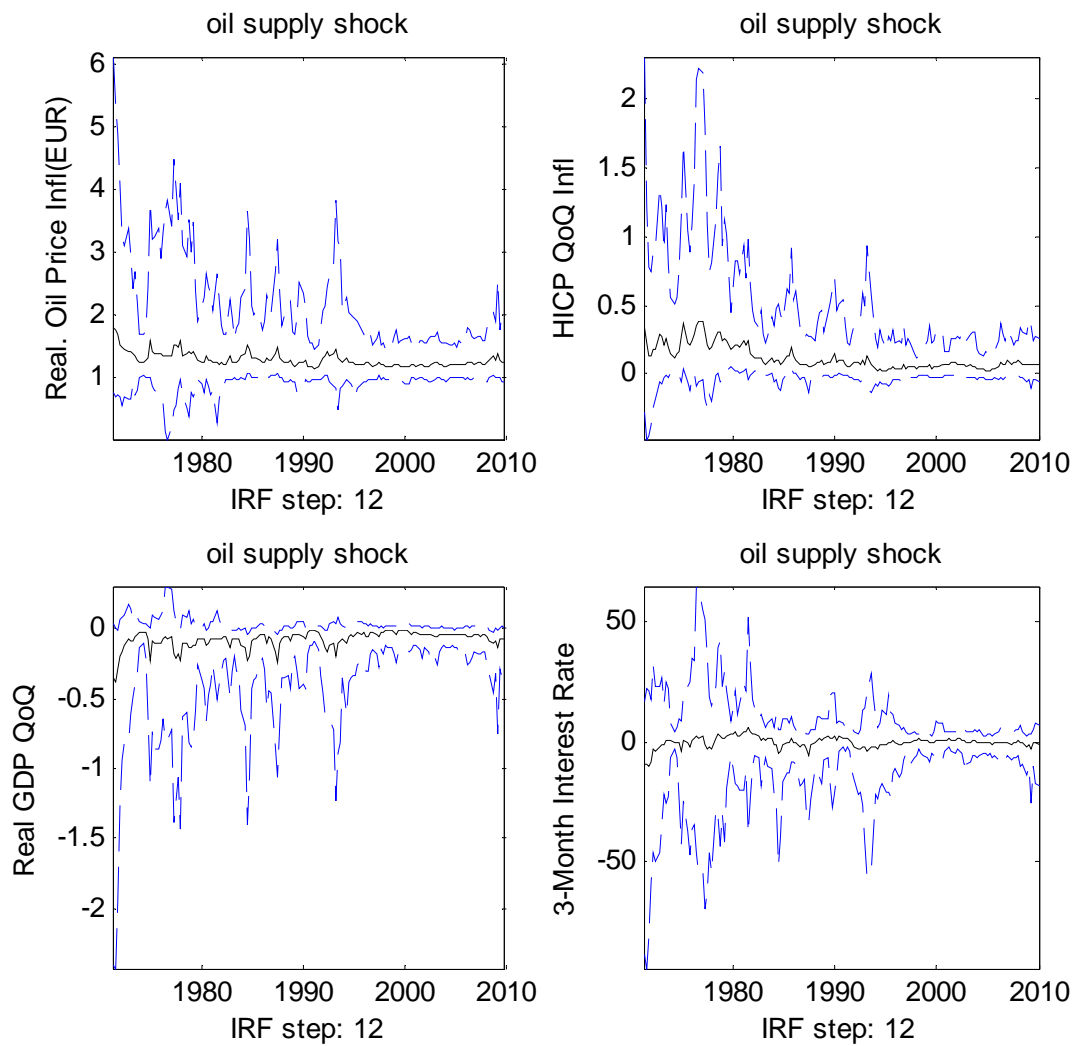 oil supply shock
Real. Oil Price Infl(EUR)
6
5
4
3
2
1
1980 1990 2000 2010
IRF step: 12
oil supply shock
HICP QoQ Infl
2
1.5
1
0.5
0
1980 1990 2000 2010
IRF step: 12
oil supply shock
Real GDP QoQ
0
-0.5
-1
-1.5
-2
1980 1990 2000 2010
IRF step: 12
oil supply shock
3-Month Interest Rate
50
0
-50
1980 1990 2000 2010
IRF step: 12